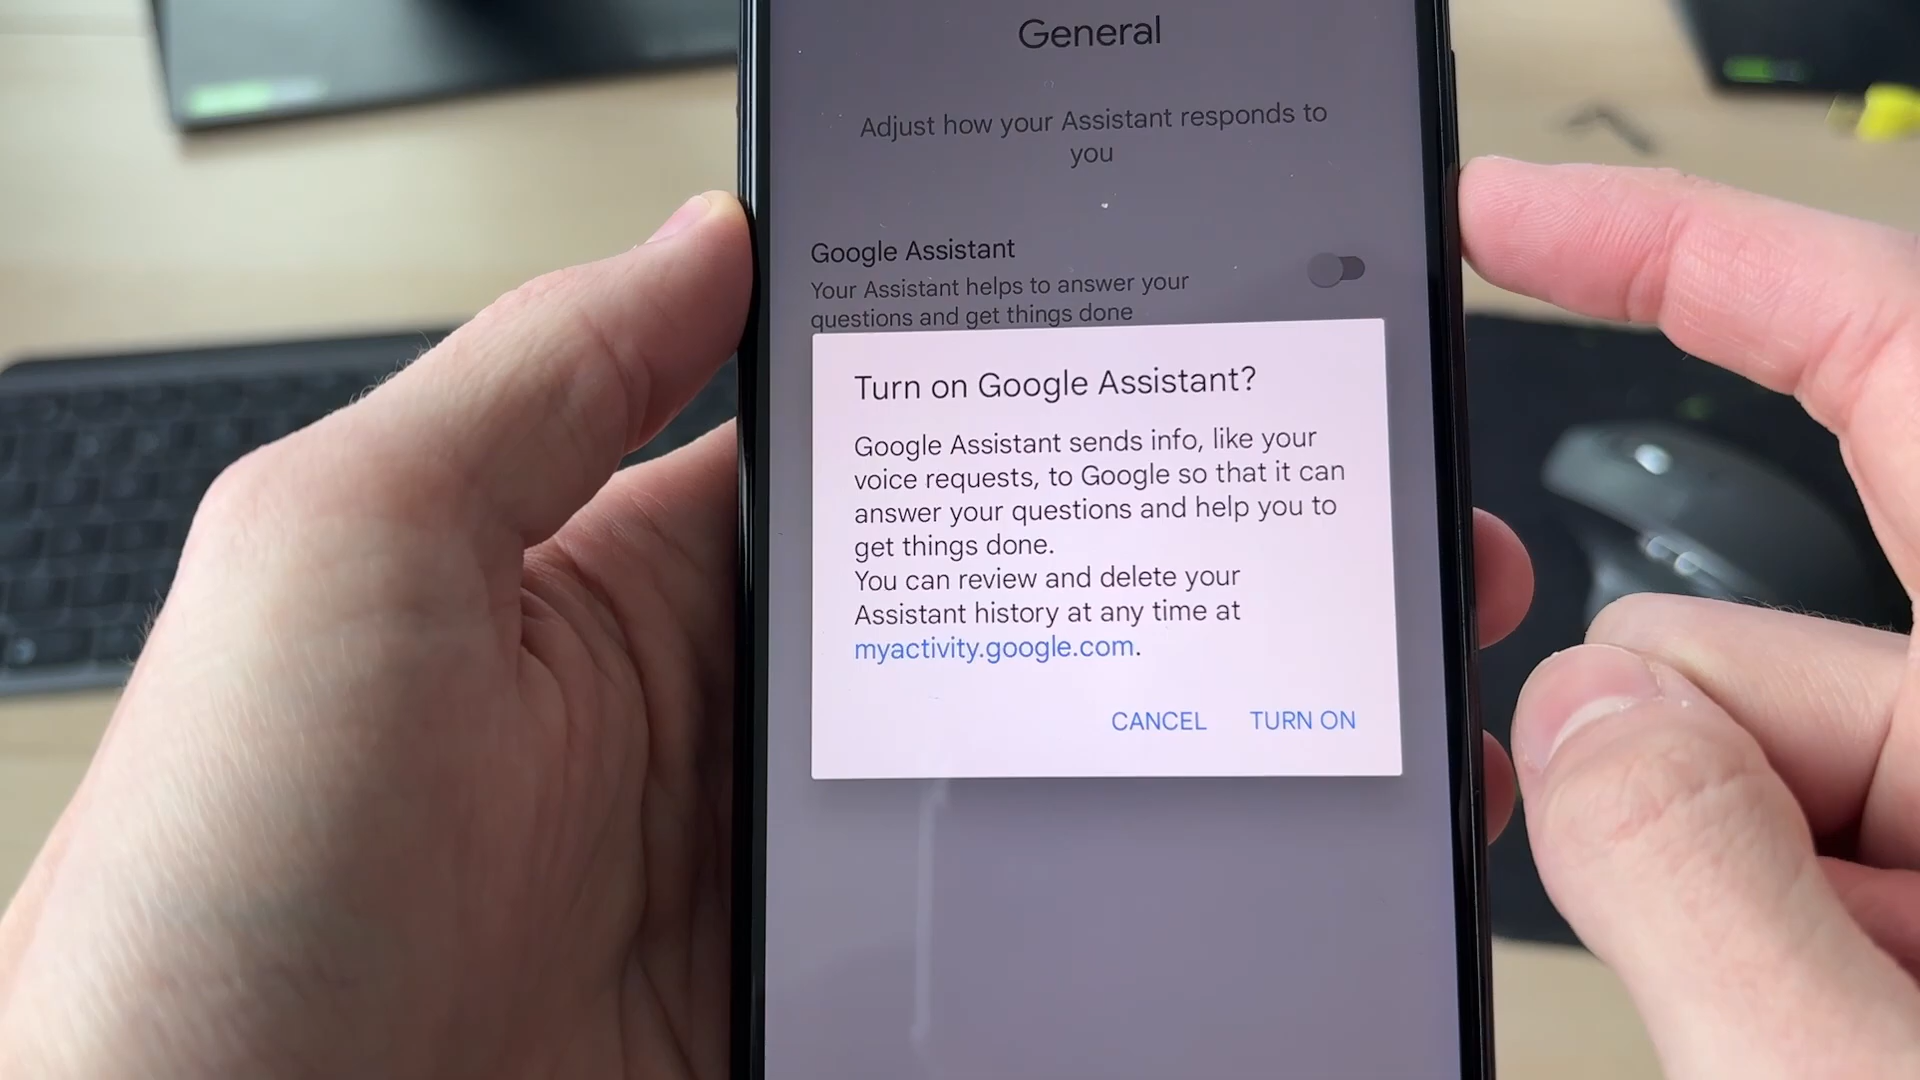 General
Adjust how your Assistant responds to
you
Google Assistant
Your Assistant helps to answer your
questions and get things done
Turn on Google Assistant?
Google Assistant sends info, like your
voice requests, to Google so that it can
answer your questions and help you to
get things done.
You can review and delete your
Assistant history at any time at
myactivity.google.com.
CANCEL TURN ON